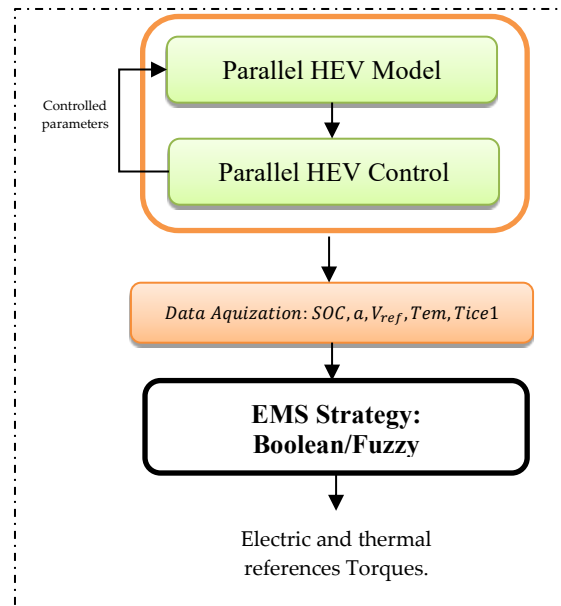 Parallel HEV Model
Controlled
parameters
Parallel HEV Control
Data Aquization: SOC, a, V_ref, Tem, Tice1
EMS Strategy:
Boolean/Fuzzy
Electric and thermal
references Torques.